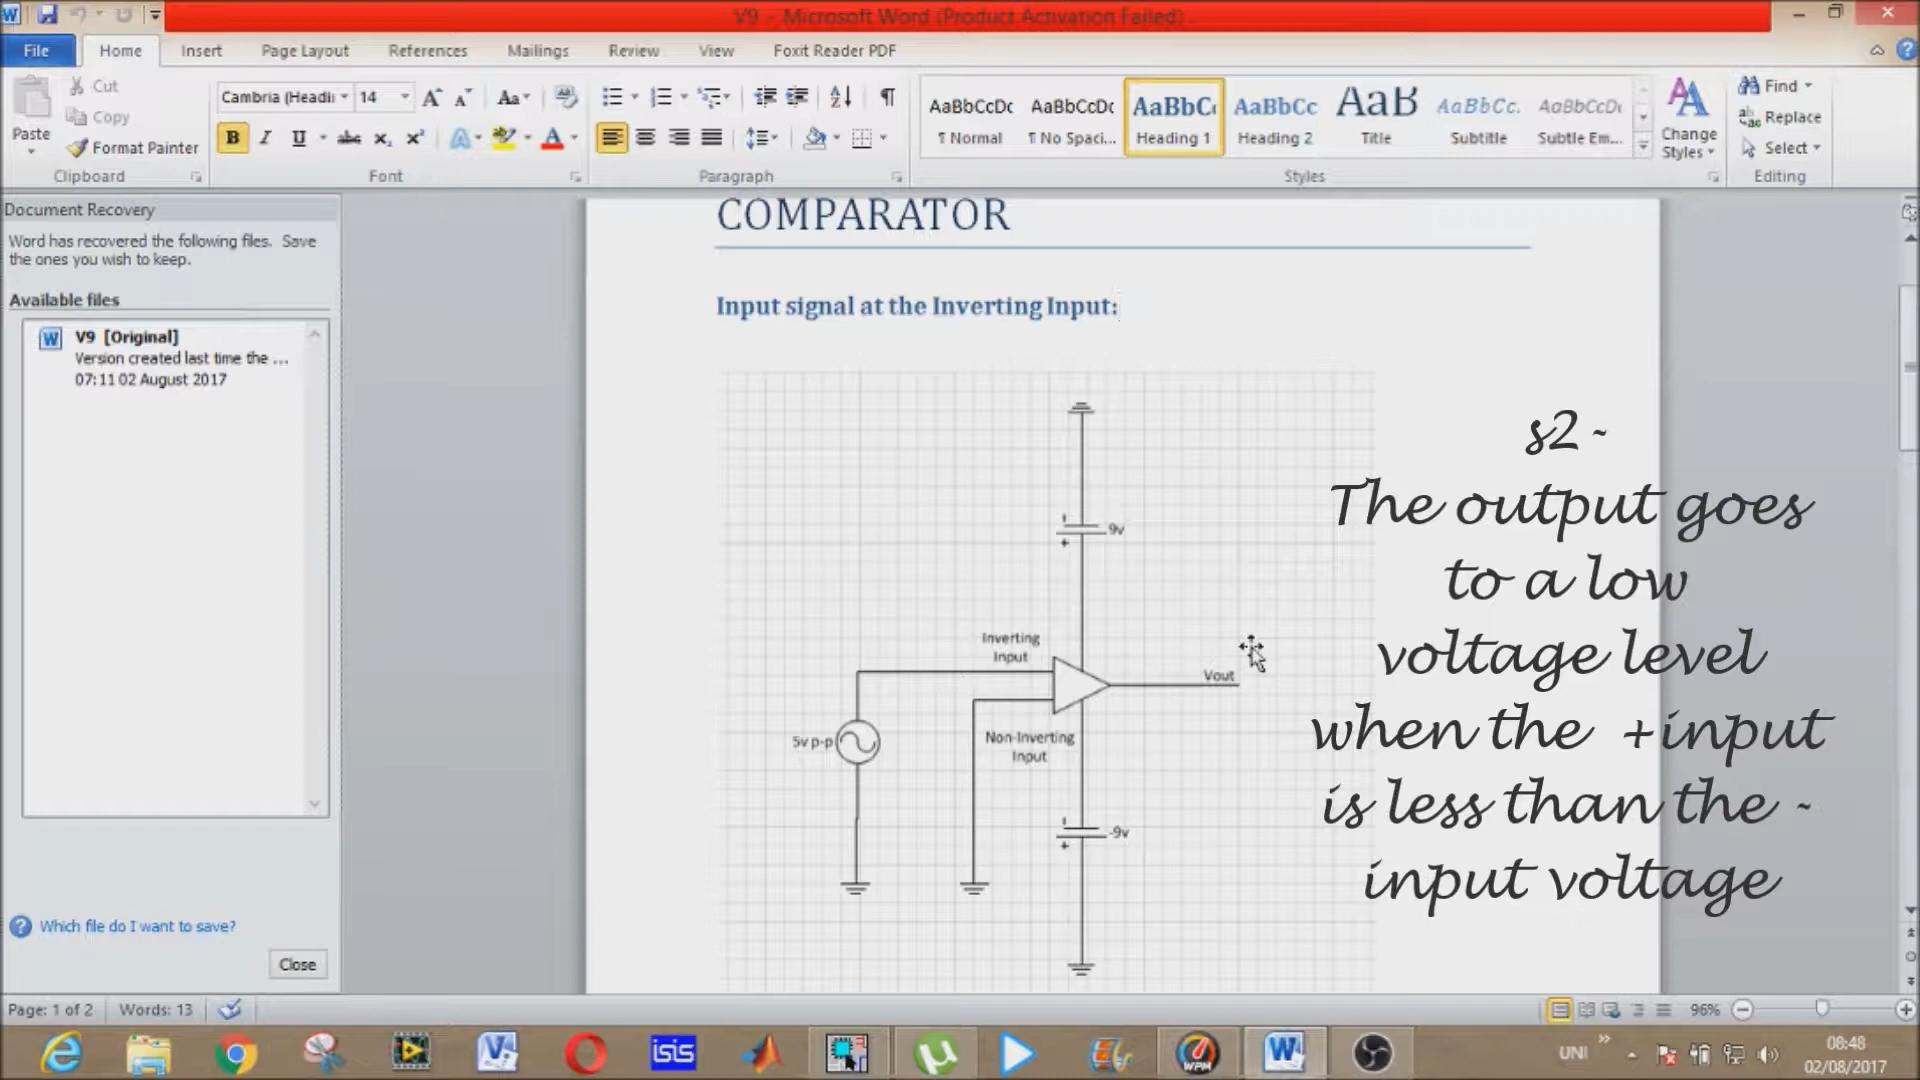 V9 - Microsoft Word (Product Activation Failed)
File Home Insert Page Layout References Mailings Review View Foxit Reader PDF
Paste
Cut
Copy
Format Painter
Clipboard
Cambria (Headi 14
Font
Paragraph
AaBbCcDc AaBbCcDc AaBbC AaBbCc AaB AaBbCc. AaBbCcDc
¶ Normal ¶ No Spaci... Heading 1 Heading 2 Title Subtitle Subtle Em...
Styles
Change
Styles
Find
Replace
Select
Editing
Document Recovery
Word has recovered the following files. Save
the ones you wish to keep.
Available files
V9 [Original]
Version created last time the ...
07:11 02 August 2017
Which file do I want to save?
Close
COMPARATOR
Input signal at the Inverting Input:
9v
Inverting
Input
Vout
5v p-p
Non-Inverting
Input
-9v
s2 -
The output goes
to a low
voltage level
when the +input
is less than the -
input voltage
Page: 1 of 2 Words: 13
96%
isis
WPM
UNI
08:48
02/08/2017